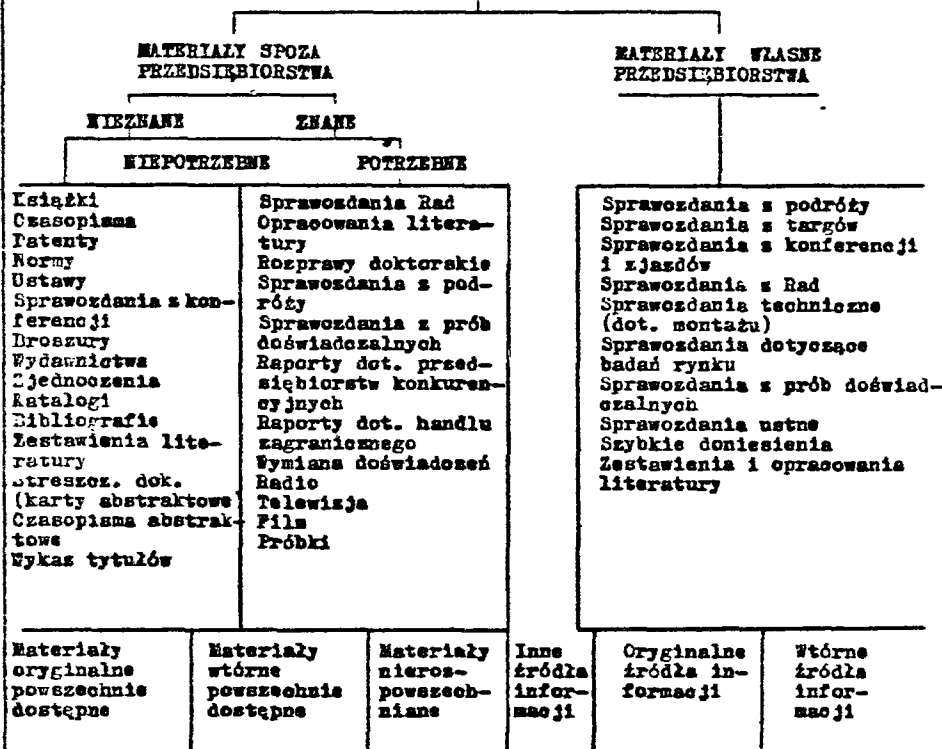 MATERIAŁY SPOZA
PRZEDSIĘBIORSTWA
MATERIAŁY WŁASNE
PRZEDSIĘBIORSTWA
NIEZNANE ZNANE
NIEPOTRZEBNE POTRZEBNE
Książki
Czasopisma
Patenty
Normy
Ustawy
Sprawozdania z kon-
ferencji
Broszury
Wydawnictwa
Zjednoczenia
Katalogi
Bibliografie
Zestawienia lite-
ratury
Streszcz. dok.
(karty abstraktowe)
Czasopisma abstrak-
towe
Wykaz tytułów
Sprawozdania Rad
Opracowania litera-
tury
Rozprawy doktorskie
Sprawozdania z pod-
róży
Sprawozdania z prób
doświadczalnych
Raporty dot. przed-
siębiorstw konkuren-
cyjnych
Raporty dot. handlu
zagranicznego
Wymiana doświadczeń
Radio
Telewizja
Film
Próbki
Sprawozdania z podróży
Sprawozdania z targów
Sprawozdania z konferencji
i zjazdów
Sprawozdania z Rad
Sprawozdania techniczne
(dot. montażu)
Sprawozdania dotyczące
badań rynku
Sprawozdania z prób doświad-
czalnych
Sprawozdania ustne
Szybkie doniesienia
Zestawienia i opracowania
literatury
Materiały
oryginalne
powszechnie
dostępne
Materiały
wtórne
powszechnie
dostępne
Materiały
nieroz-
powszech-
niane
Inne
źródła
infor-
macji
Oryginalne
źródła in-
formacji
Wtórne
źródła
infor-
macji